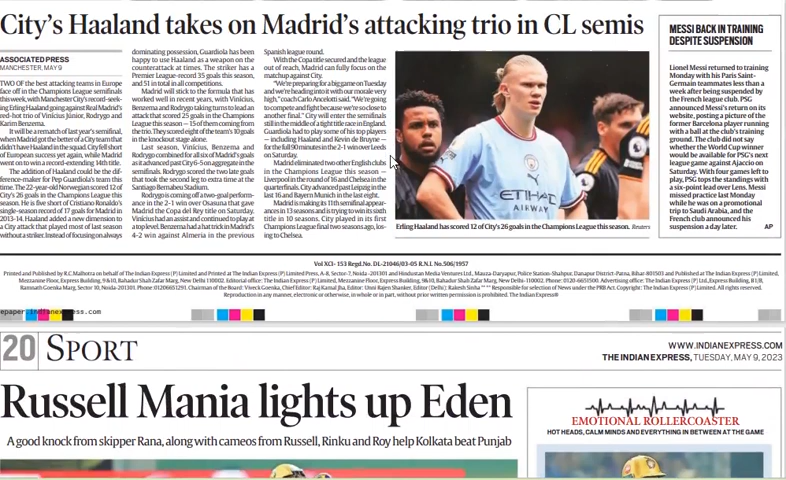 City's Haaland takes on Madrid's attacking trio in CL semis
ASSOCIATED PRESS
MANCHESTER, MAY 9
TWO OF the best attacking teams in Europe
face off in the Champions League semifinals
this week, with Manchester City's record-seek-
ing Erling Haaland going against Real Madrid's
red-hot trio of Vinicius Junior, Rodrygo and
Karim Benzema.
It will be a rematch of last year's semifinal,
when Madrid got the better of a City team that
didn't have Haaland in the squad. City fell short
of European success yet again, while Madrid
went on to win a record-extending 14th title.
The addition of Haaland could be the dif-
ference-maker for Pep Guardiola's team this
time. The 22-year-old Norwegian scored 12 of
City's 26 goals in the Champions League this
season. He is five short of Cristiano Ronaldo's
single-season record of 17 goals for Madrid in
2013-14. Haaland added a new dimension to
a City attack that played most of last season
without a striker. Instead of focusing on always
dominating possession, Guardiola has been
happy to use Haaland as a weapon on the
counterattack at times. The striker has a
Premier League-record 35 goals this season,
and 51 in total in all competitions.
Madrid will stick to the formula that has
worked well in recent years, with Vinicius,
Benzema and Rodrygo taking turns to lead an
attack that scored 25 goals in the Champions
League this season — 15 of them coming from
the trio. They scored eight of the team's 10 goals
in the knockout stage alone.
Last season, Vinicius, Benzema and
Rodrygo combined for all six of Madrid's goals
as it advanced past City 6-5 on aggregate in the
semifinals. Rodrygo scored the two late goals
that took the second leg to extra time at the
Santiago Bernabeu Stadium.
Rodrygo is coming off a two-goal perform-
ance in the 2-1 win over Osasuna that gave
Madrid the Copa del Rey title on Saturday.
Vinicius had an assist and continued to play at
a top level. Benzema had a hat trick in Madrid's
4-2 win against Almeria in the previous
Spanish league round.
With the Copa title secured and the league
out of reach, Madrid can fully focus on the
matchup against City.
"We're preparing for a big game on Tuesday
and we're heading into it with our morale very
high," coach Carlo Ancelotti said. "We're going
to compete and fight because we're so close to
another final." City will enter the semifinals
still in the middle of a tight title race in England.
Guardiola had to play some of his top players
— including Haaland and Kevin de Bruyne —
for the full 90 minutes in the 2-1 win over Leeds
on Saturday.
Madrid eliminated two other English clubs
in the Champions League this season —
Liverpool in the round of 16 and Chelsea in the
quarterfinals. City advanced past Leipzig in the
last 16 and Bayern Munich in the last eight.
Madrid is making its 11th semifinal appear-
ances in 13 seasons and is trying to win its sixth
title in 10 seasons. City played in its first
Champions League final two seasons ago, los-
ing to Chelsea.
ETIHAD
AIRWAY
Erling Haaland has scored 12 of City's 26 goals in the Champions League this season. Reuters
MESSI BACK IN TRAINING
DESPITE SUSPENSION
Lionel Messi returned to training
Monday with his Paris Saint-
Germain teammates less than a
week after being suspended
by the French league club. PSG
announced Messi's return on its
website, posting a picture of the
former Barcelona player running
with a ball at the club's training
ground. The club did not say
whether the World Cup winner
would be available for PSG's next
league game against Ajaccio on
Saturday. With four games left to
play, PSG tops the standings with
a six-point lead over Lens. Messi
missed practice last Monday
while he was on a promotional
trip to Saudi Arabia, and the
French club announced his
suspension a day later. AP
Vol XCI- 153 Regd.No. DL-21046/03-05 R.N.I. No.506/1957
epaper.indianexpress.com
20 SPORT
WWW.INDIANEXPRESS.COM
THE INDIAN EXPRESS, TUESDAY, MAY 9, 2023
Russell Mania lights up Eden
A good knock from skipper Rana, along with cameos from Russell, Rinku and Roy help Kolkata beat Punjab
EMOTIONAL ROLLERCOASTER
HOT HEADS, CALM MINDS AND EVERYTHING IN BETWEEN AT THE GAME